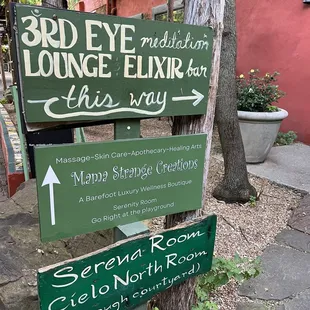 3RD EYE meditation
LOUNGE ELIXIR bar
this way
Massage-Skin Care-Apothecary-Healing Arts
Mama Strange Creations
A Barefoot Luxury Wellness Boutique
Serenity Room
Go Right at the playground
Serena Room
Cielo North Room
courtyard)